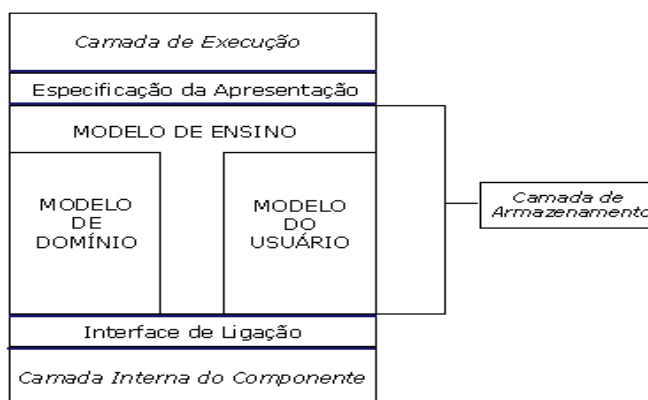 Camada de Execução
Especificação da Apresentação
MODELO DE ENSINO
MODELO
DE
DOMÍNIO
MODELO
DO
USUÁRIO
Camada de
Armazenamento
Interface de Ligação
Camada Interna do Componente